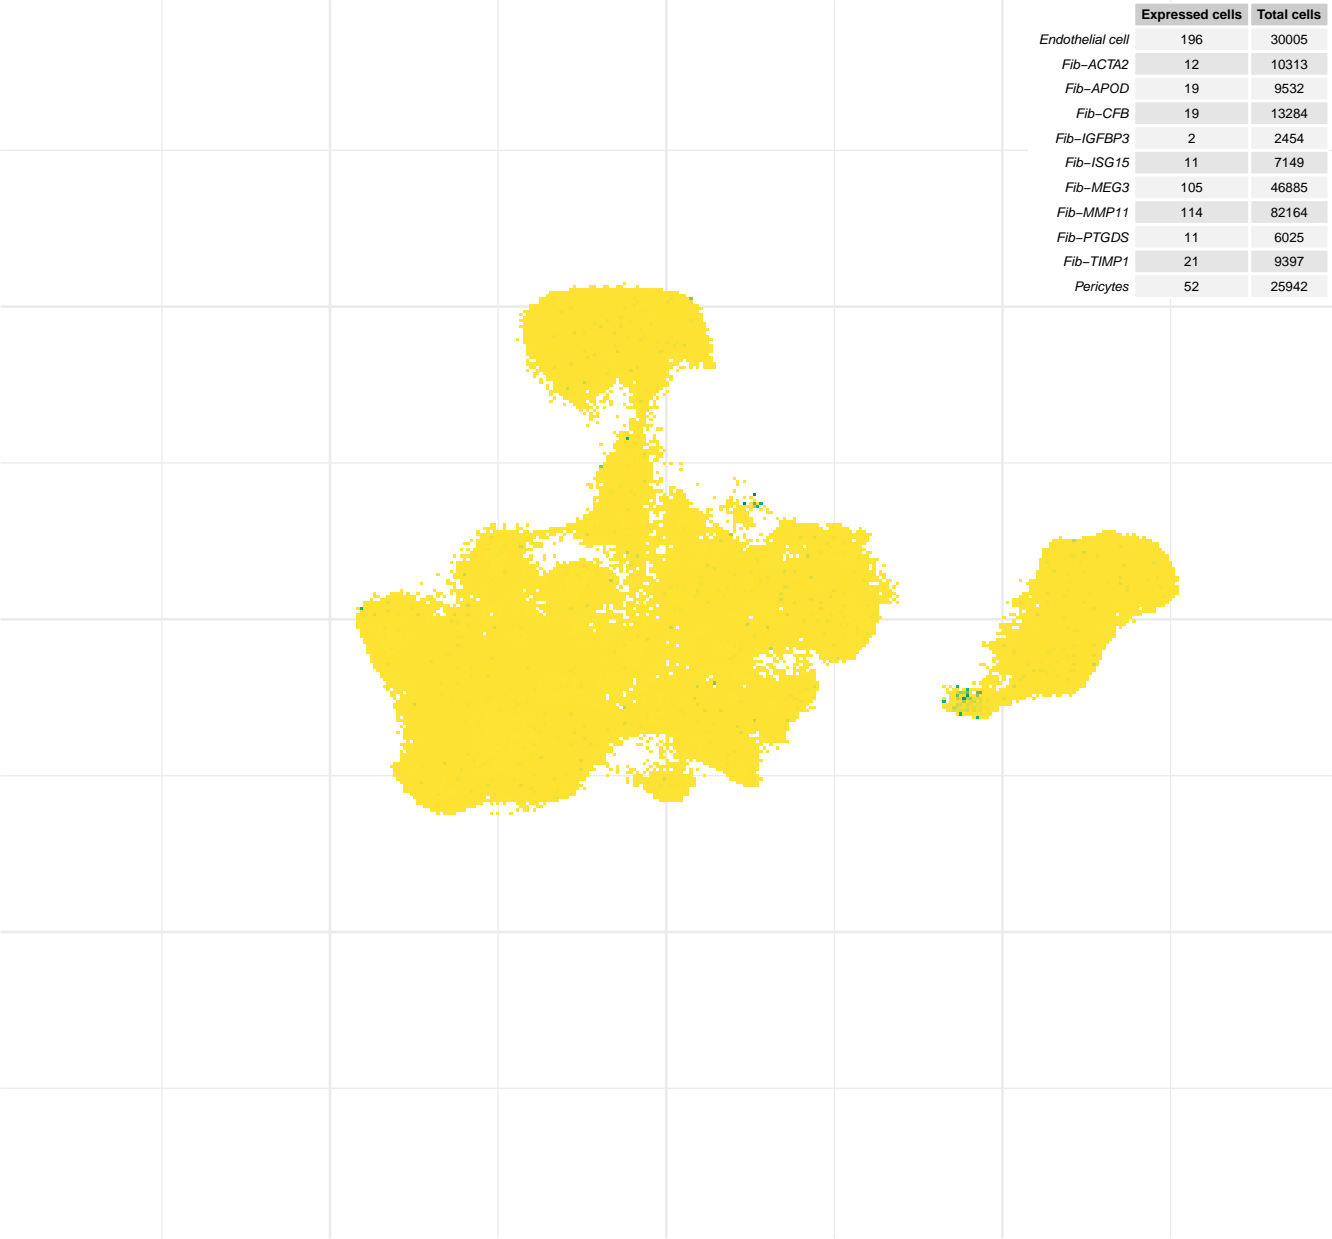 Expressed cells Total cells
Endothelial cell 196 30005
Fib−ACTA2 12 10313
Fib−APOD 19 9532
Fib−CFB 19 13284
Fib−IGFBP3 2 2454
Fib−ISG15 11 7149
Fib−MEG3 105 46885
Fib−MMP11 114 82164
Fib−PTGDS 11 6025
Fib−TIMP1 21 9397
Pericytes 52 25942